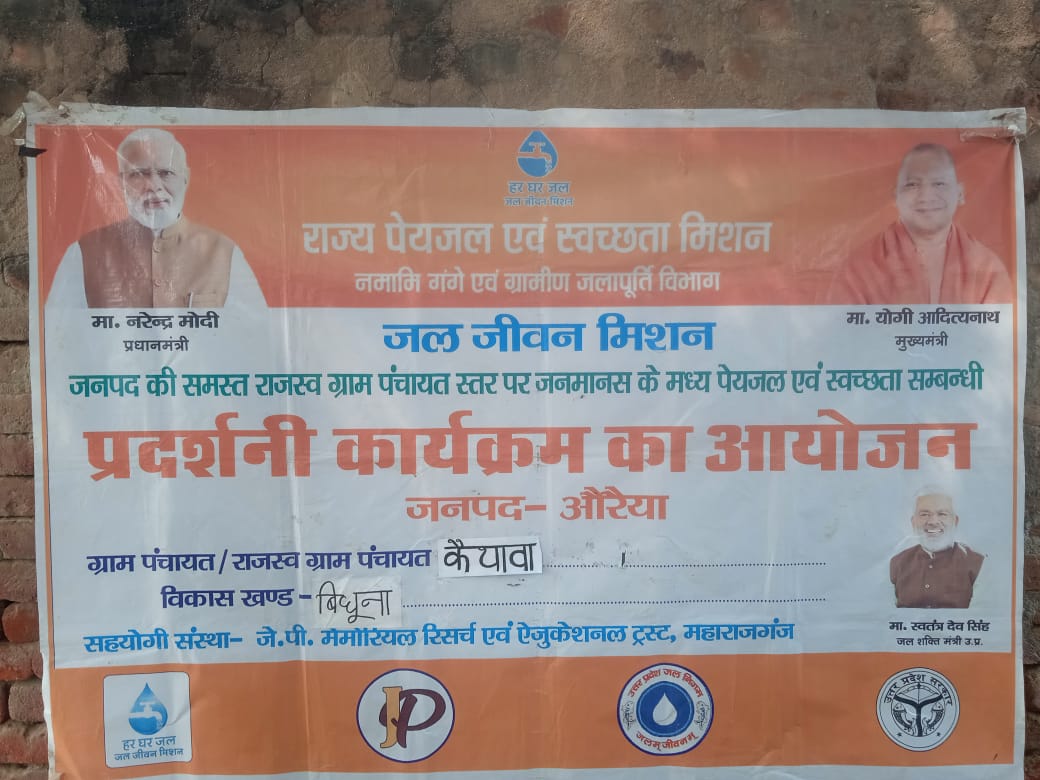 हर घर जल
जल जीवन मिशन
राज्य पेयजल एवं स्वच्छता मिशन
नमामि गंगे एवं ग्रामीण जलापूर्ति विभाग
मा. नरेन्द्र मोदी
प्रधानमंत्री
मा. योगी आदित्यनाथ
मुख्यमंत्री
जल जीवन मिशन
जनपद की समस्त राजस्व ग्राम पंचायत स्तर पर जनमानस के मध्य पेयजल एवं स्वच्छता सम्बन्धी
प्रदर्शनी कार्यक्रम का आयोजन
जनपद- औरैया
ग्राम पंचायत/राजस्व ग्राम पंचायत कैयावा
विकास खण्ड - बिधूना
मा. स्वतंत्र देव सिंह
जल शक्ति मंत्री उ.प्र.
सहयोगी संस्था- जे.पी. मेमोरियल रिसर्च एवं ऐजुकेशनल ट्रस्ट, महाराजगंज
हर घर जल
जल जीवन मिशन
JP
उत्तर प्रदेश जल निगम
जलम् जीवनम्
उत्तर प्रदेश सरकार